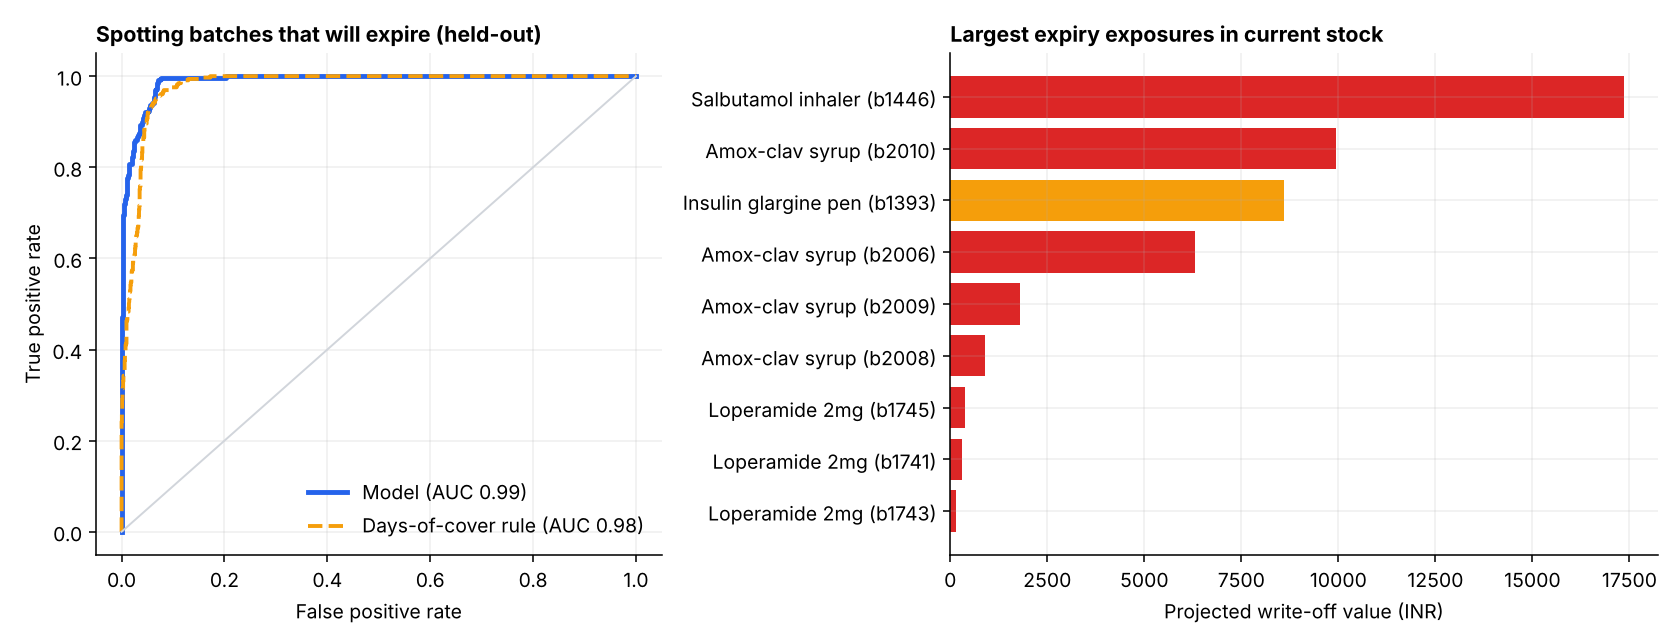 Spotting batches that will expire (held-out)
True positive rate
1.0
0.8
0.6
0.4
0.2
0.0
Model (AUC 0.99)
Days-of-cover rule (AUC 0.98)
0.0 0.2 0.4 0.6 0.8 1.0
False positive rate
Largest expiry exposures in current stock
Salbutamol inhaler (b1446)
Amox-clav syrup (b2010)
Insulin glargine pen (b1393)
Amox-clav syrup (b2006)
Amox-clav syrup (b2009)
Amox-clav syrup (b2008)
Loperamide 2mg (b1745)
Loperamide 2mg (b1741)
Loperamide 2mg (b1743)
0 2500 5000 7500 10000 12500 15000 17500
Projected write-off value (INR)